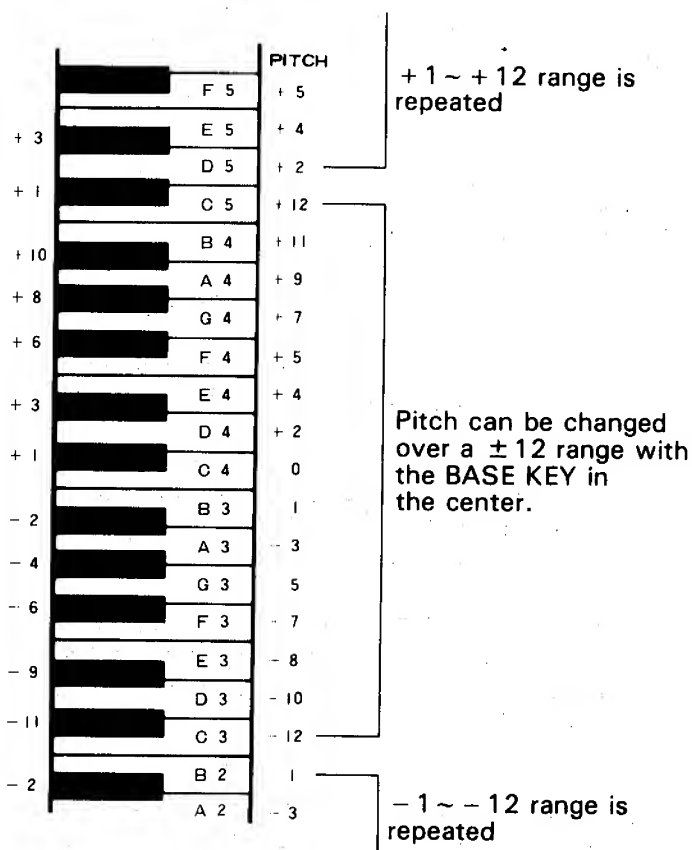 PITCH
F 5 + 5
E 5 + 4
+ 3
D 5 + 2
+ 1
C 5 + 12
B 4 + 11
+ 10
A 4 + 9
+ 8
G 4 + 7
+ 6
F 4 + 5
E 4 + 4
+ 3
D 4 + 2
+ 1
C 4 0
B 3 1
− 2
A 3 − 3
− 4
G 3 5
− 6
F 3 − 7
E 3 − 8
− 9
D 3 − 10
− 11
C 3 − 12
B 2 1
− 2
A 2 − 3
+ 1 ~ + 12 range is
repeated
Pitch can be changed
over a ± 12 range with
the BASE KEY in
the center.
− 1 ~ − 12 range is
repeated